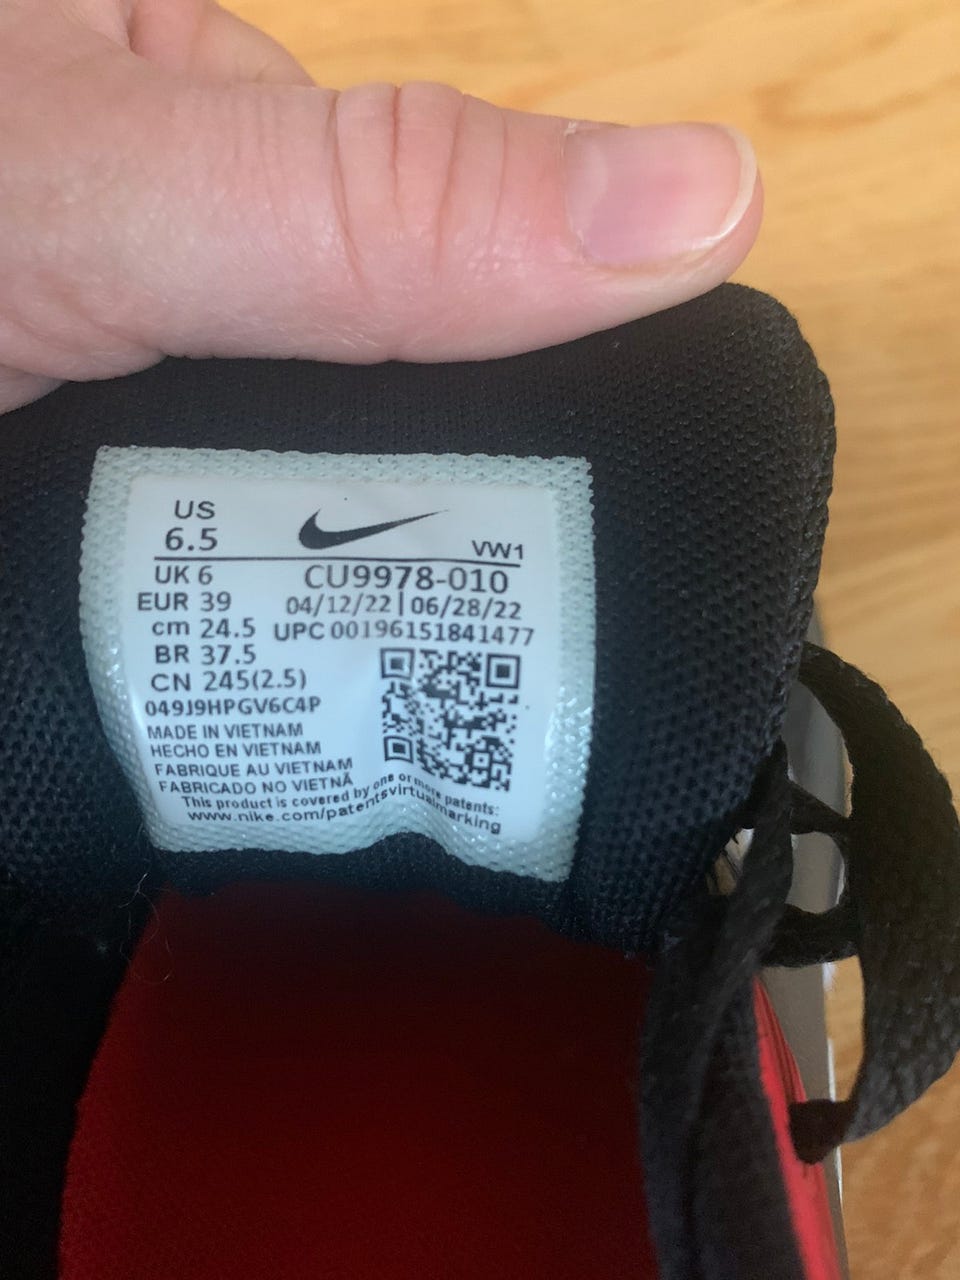 US
6.5
VW1
UK 6
CU9978-010
EUR 39
04/12/22 | 06/28/22
cm 24.5
UPC 00196151841477
BR 37.5
CN 245(2.5)
049J9HPGV6C4P
MADE IN VIETNAM
HECHO EN VIETNAM
FABRIQUE AU VIETNAM
FABRICADO NO VIETNÃ
This product is covered by one or more patents:
www.nike.com/patentsvirtualmarking